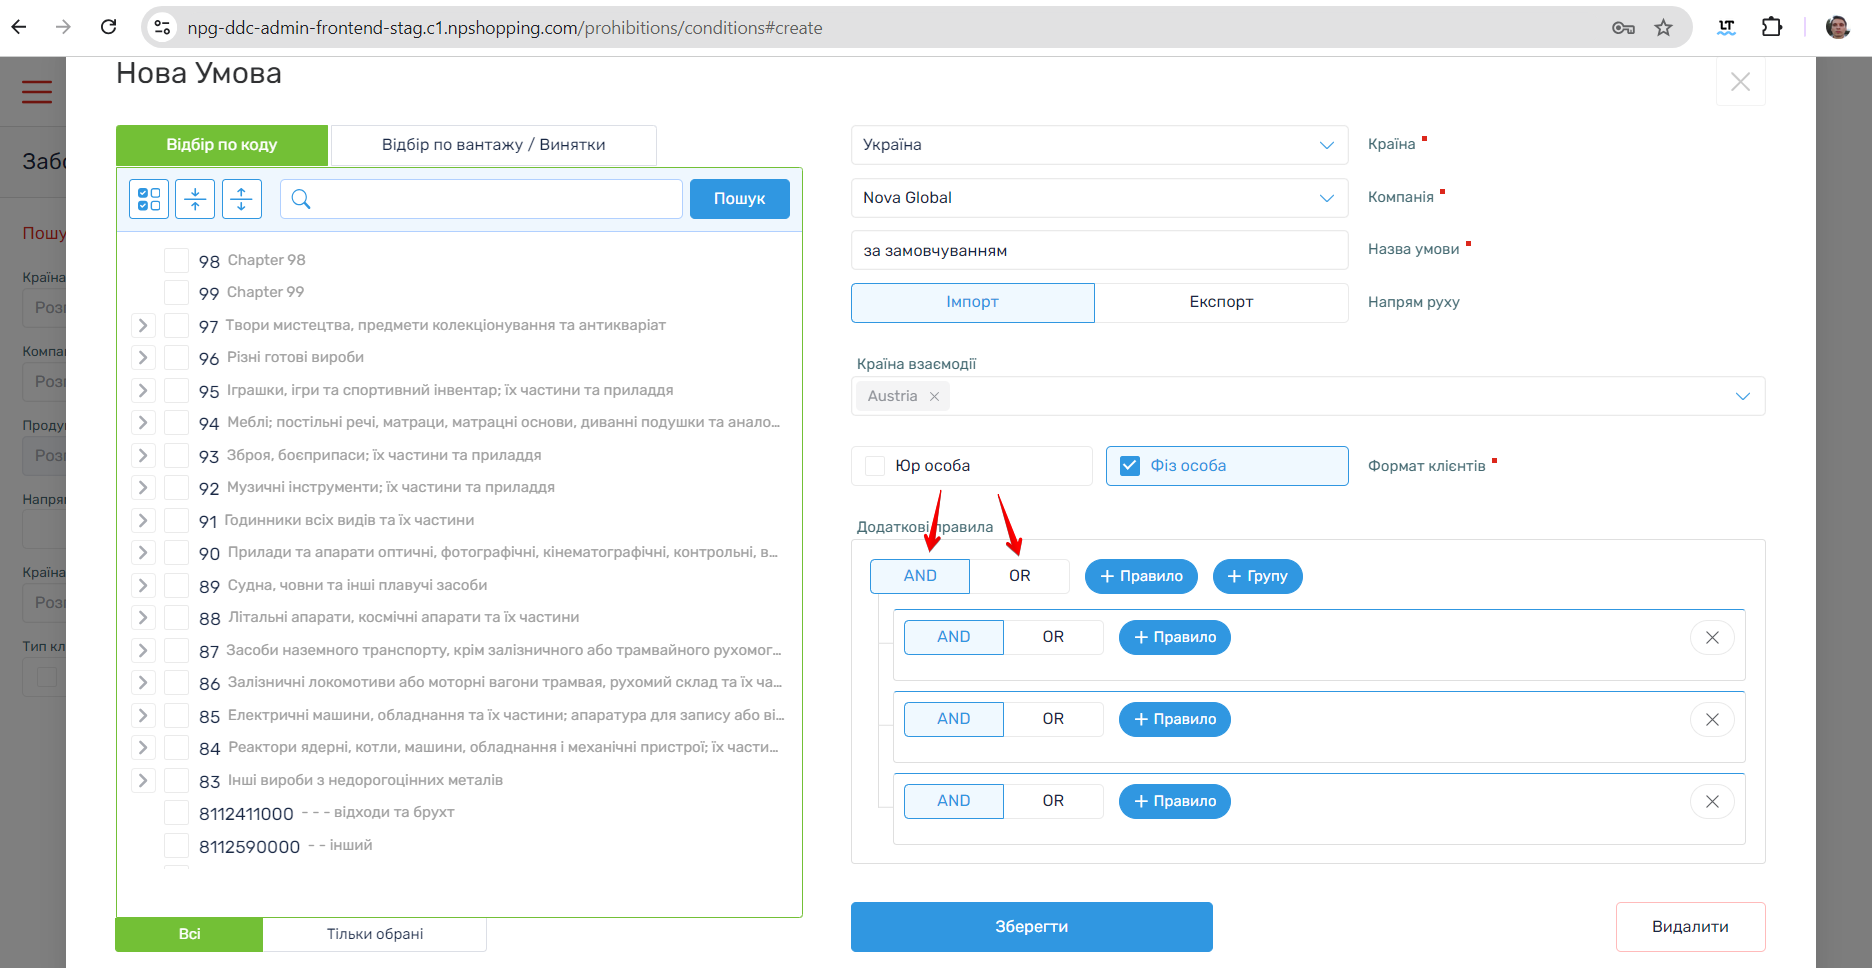 npg-ddc-admin-frontend-stag.c1.npshopping.com/prohibitions/conditions#create
LT
Нова Умова
Відбір по коду
Відбір по вантажу / Винятки
Пошук
98 Chapter 98
99 Chapter 99
97 Твори мистецтва, предмети колекціонування та антикваріат
96 Різні готові вироби
95 Іграшки, ігри та спортивний інвентар; їх частини та приладдя
94 Меблі; постільні речі, матраци, матрацні основи, диванні подушки та анало...
93 Зброя, боєприпаси; їх частини та приладдя
92 Музичні інструменти; їх частини та приладдя
91 Годинники всіх видів та їх частини
90 Прилади та апарати оптичні, фотографічні, кінематографічні, контрольні, в...
89 Судна, човни та інші плавучі засоби
88 Літальні апарати, космічні апарати та їх частини
87 Засоби наземного транспорту, крім залізничного або трамвайного рухомог...
86 Залізничні локомотиви або моторні вагони трамвая, рухомий склад та їх ча...
85 Електричні машини, обладнання та їх частини; апаратура для запису або ві...
84 Реактори ядерні, котли, машини, обладнання і механічні пристрої; їх части...
83 Інші вироби з недорогоцінних металів
8112411000 - - - відходи та брухт
8112590000 - - інший
Всі
Тільки обрані
Україна
Країна
Nova Global
Компанія
за замовчуванням
Назва умови
Імпорт
Експорт
Напрям руху
Країна взаємодії
Austria
Юр особа
Фіз особа
Формат клієнтів
Додаткові правила
AND OR + Правило + Групу
AND OR + Правило
AND OR + Правило
AND OR + Правило
Зберегти
Видалити
Забо
Пошу
Країна
Розг
Компан
Розг
Продук
Розг
Напрям
Країна
Розг
Тип кл